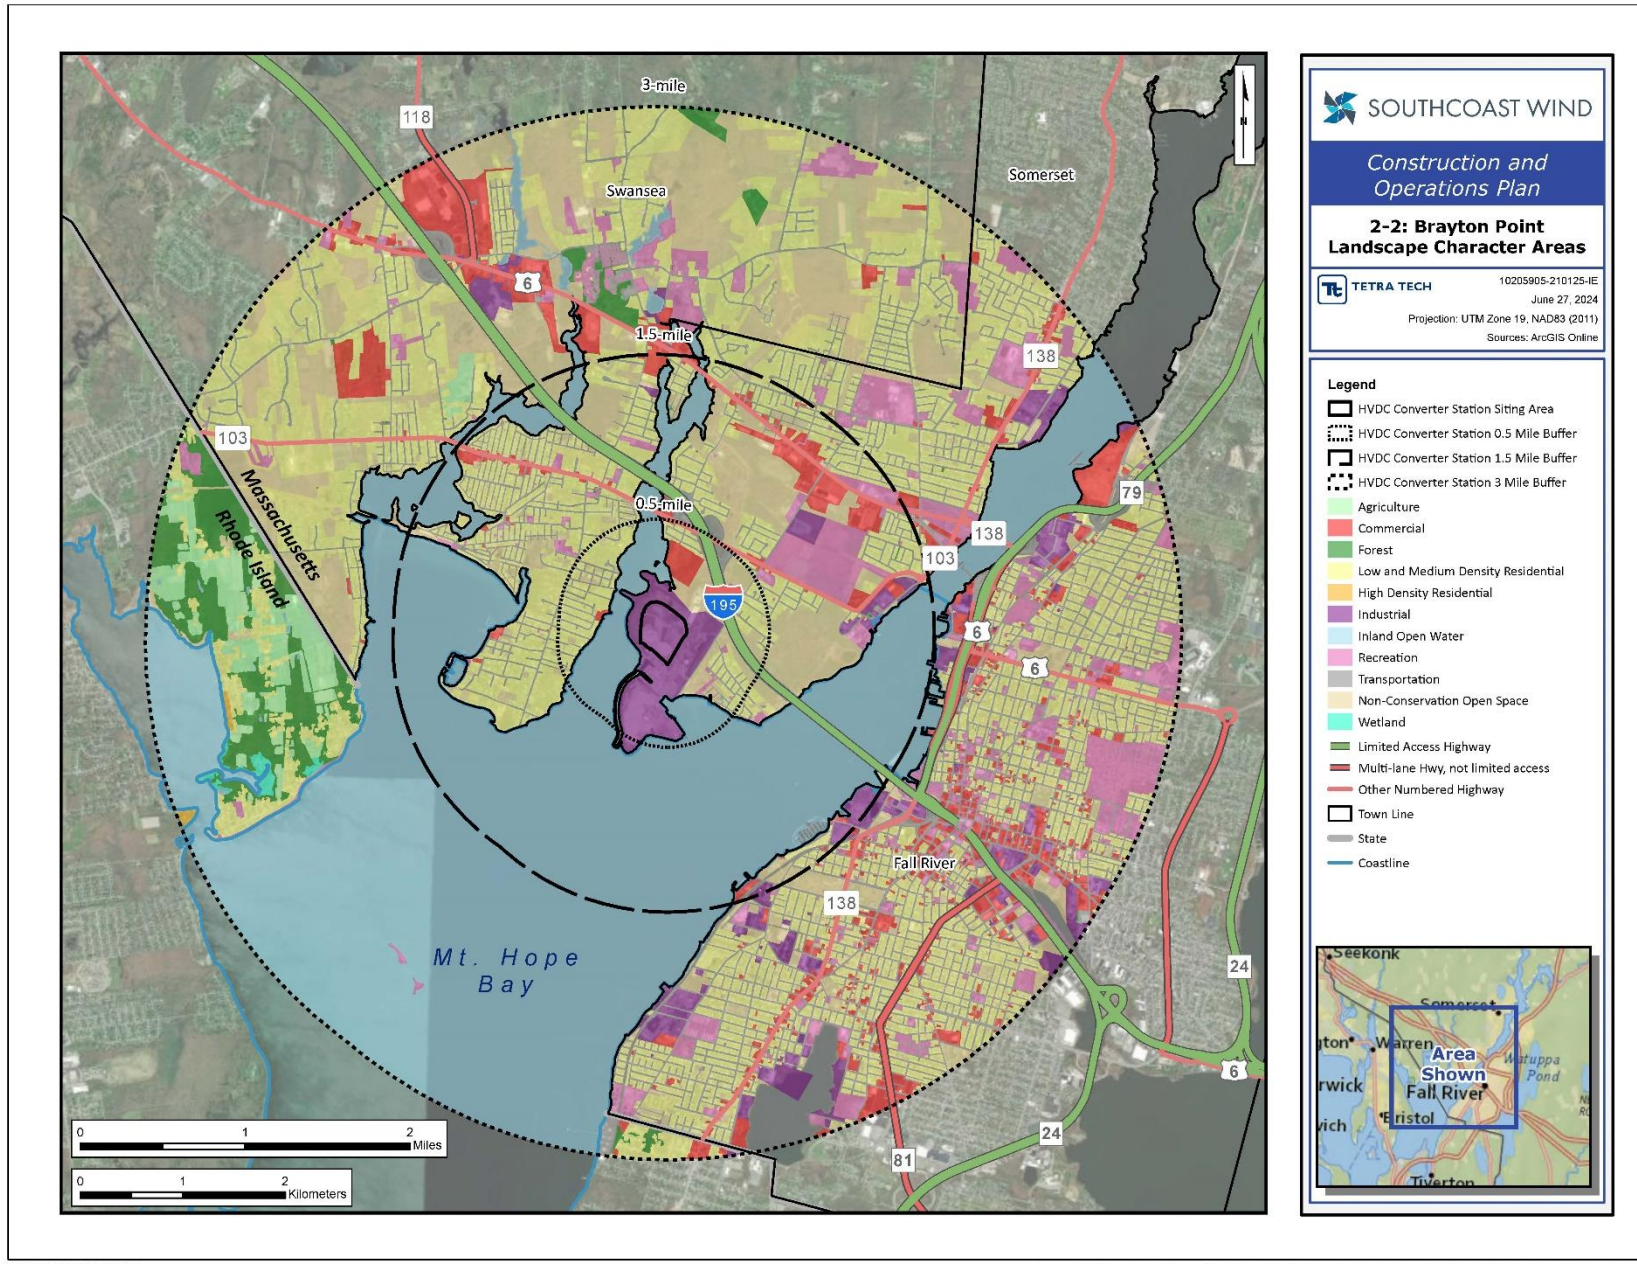 3-mile
118
N
Somerset
Swansea
6
1.5-mile
138
103
Massachusetts
Rhode Island
0.5-mile
79
138
103
195
6
6
Fall River
138
Mt. Hope
Bay
24
24
6
81
0 1 2
Miles
0 1 2
Kilometers
SOUTHCOAST WIND
Construction and
Operations Plan
2-2: Brayton Point
Landscape Character Areas
Tt TETRA TECH
10205905-210125-IE
June 27, 2024
Projection: UTM Zone 19, NAD83 (2011)
Sources: ArcGIS Online
Legend
HVDC Converter Station Siting Area
HVDC Converter Station 0.5 Mile Buffer
HVDC Converter Station 1.5 Mile Buffer
HVDC Converter Station 3 Mile Buffer
Agriculture
Commercial
Forest
Low and Medium Density Residential
High Density Residential
Industrial
Inland Open Water
Recreation
Transportation
Non-Conservation Open Space
Wetland
Limited Access Highway
Multi-lane Hwy, not limited access
Other Numbered Highway
Town Line
State
Coastline
Seekonk
Somerset
gton
Warren
Area
Shown
Watuppa
Pond
rwick
Fall River
Bristol
wich
Tiverton